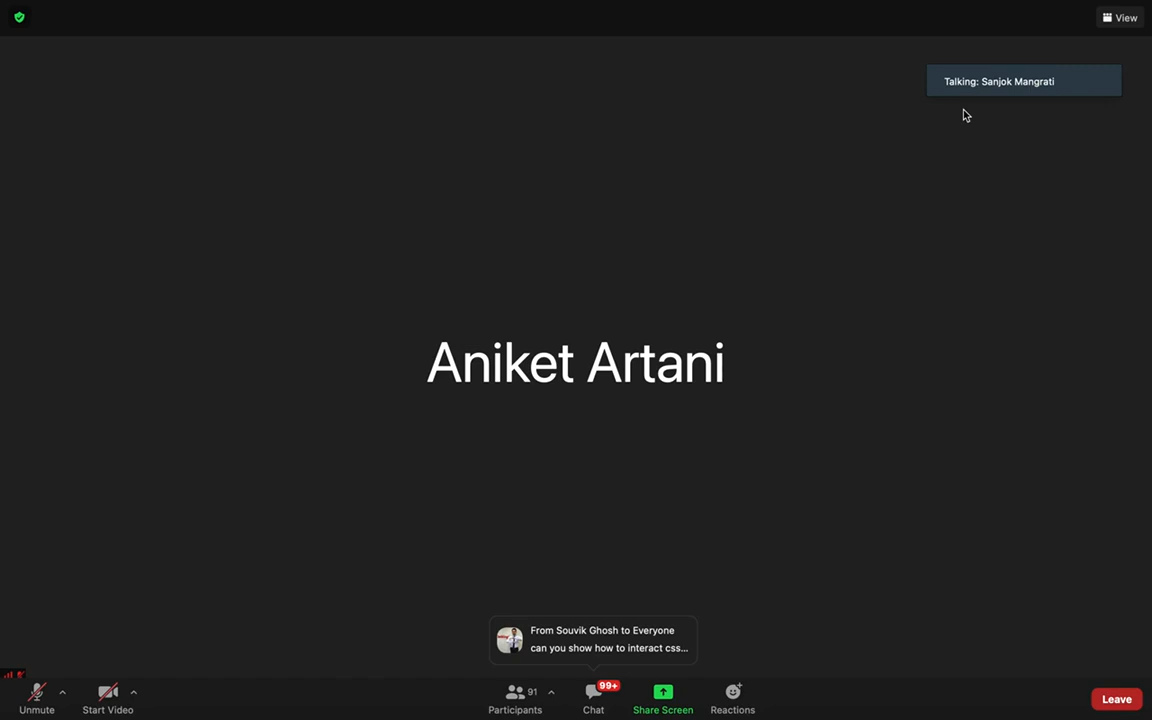 View
Talking: Sanjok Mangrati
Aniket Artani
From Souvik Ghosh to Everyone
can you show how to interact css...
Unmute
Start Video
91
Participants
99+
Chat
Share Screen
Reactions
Leave